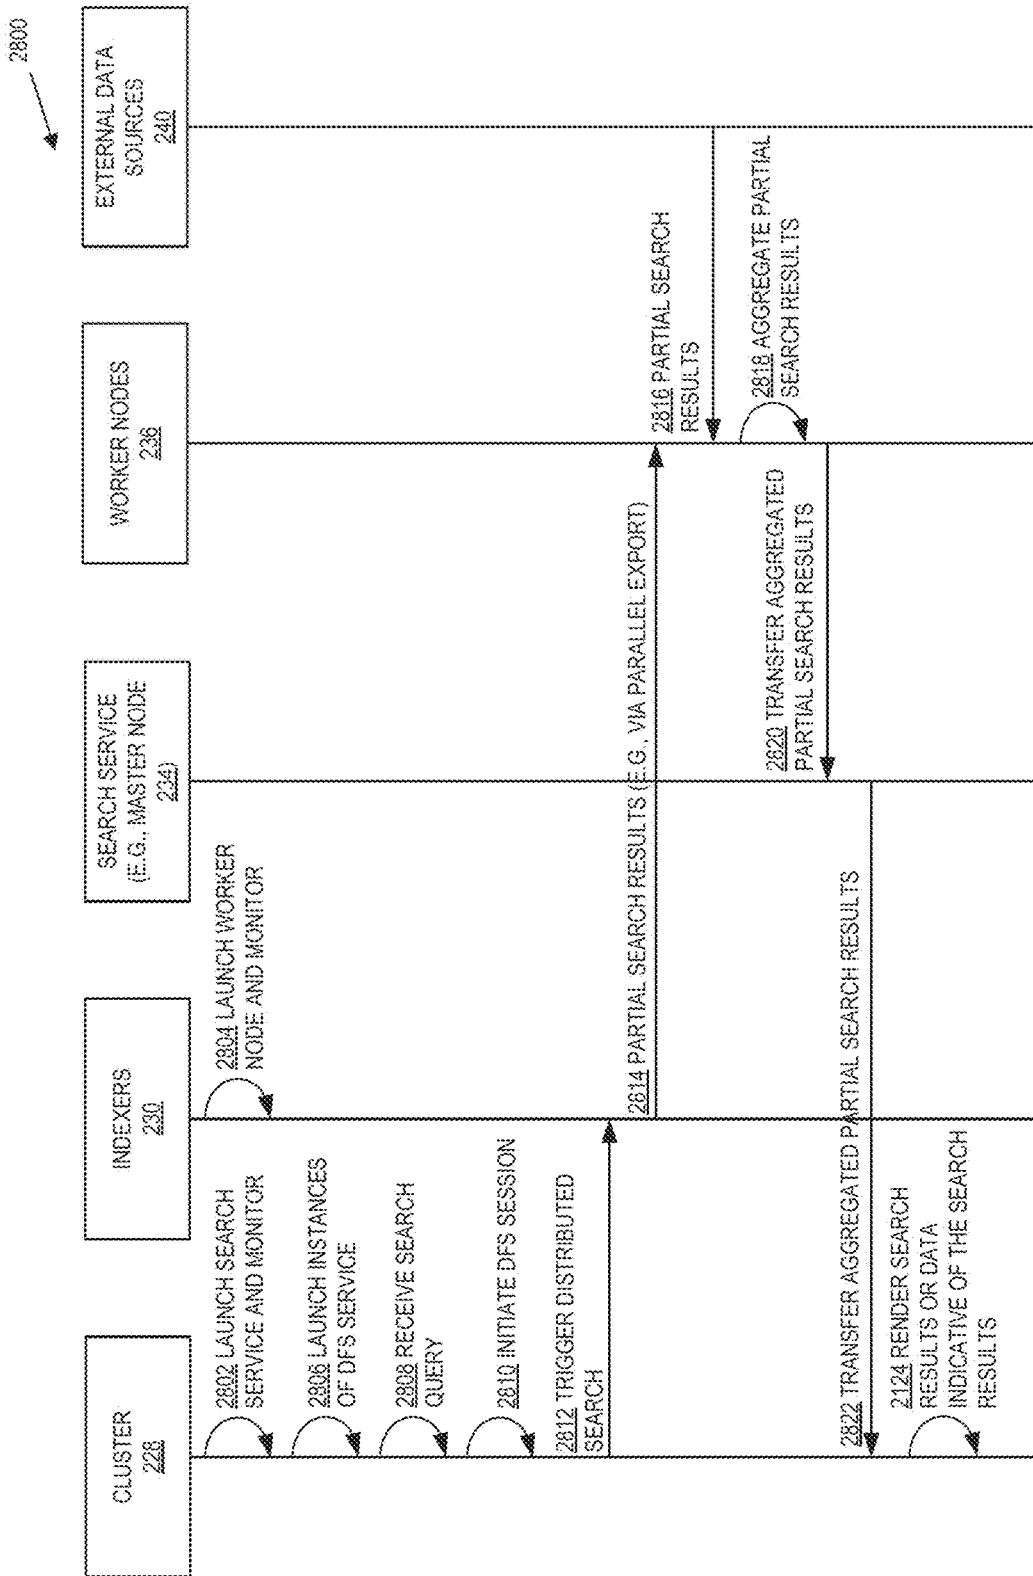 2800
CLUSTER
228
INDEXERS
230
SEARCH SERVICE
(E.G., MASTER NODE
234)
WORKER NODES
236
EXTERNAL DATA
SOURCES
240
2802 LAUNCH SEARCH
SERVICE AND MONITOR
2804 LAUNCH WORKER
NODE AND MONITOR
2806 LAUNCH INSTANCES
OF DFS SERVICE
2808 RECEIVE SEARCH
QUERY
2810 INITIATE DFS SESSION
2812 TRIGGER DISTRIBUTED
SEARCH
2814 PARTIAL SEARCH RESULTS (E.G., VIA PARALLEL EXPORT)
2816 PARTIAL SEARCH
RESULTS
2818 AGGREGATE PARTIAL
SEARCH RESULTS
2820 TRANSFER AGGREGATED
PARTIAL SEARCH RESULTS
2822 TRANSFER AGGREGATED PARTIAL SEARCH RESULTS
2124 RENDER SEARCH
RESULTS OR DATA
INDICATIVE OF THE SEARCH
RESULTS